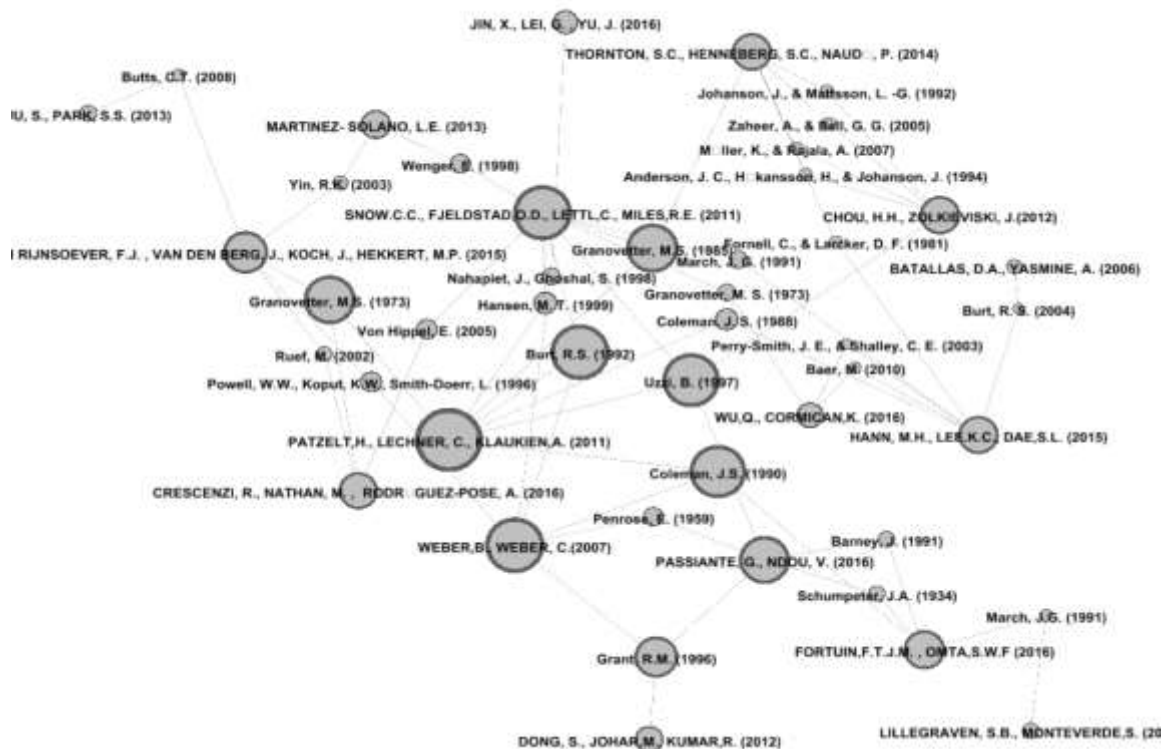 JIN, X., LEI, G., YU, J. (2016)
THORNTON, S.C., HENNEBERG, S.C., NAUD , P. (2014)
Butts, C.T. (2008)
Johanson, J., & Mattsson, L. -G. (1992)
U, S., PARK, S.S. (2013)
MARTINEZ- SOLANO, L.E. (2013)
Zaheer, A., & Bell, G. G. (2005)
M ller, K., & Rajala, A. (2007)
Wenger, E. (1998)
Anderson, J. C., H kansson, H., & Johanson, J. (1994)
Yin, R.K. (2003)
SNOW.C.C., FJELDSTAD,O.D., LETTL,C., MILES,R.E. (2011)
CHOU, H.H., ZOLKIEVISKI, J.(2012)
RIJNSOEVER, F.J. , VAN DEN BERG, J., KOCH, J., HEKKERT, M.P. (2015)
Granovetter, M.S. (1985)
Fornell, C., & Larcker, D. F. (1981)
March, J. G. (1991)
BATALLAS, D.A., YASMINE, A. (2006)
Nahapiet, J., Ghoshal, S. (1998)
Granovetter, M.S. (1973)
Hansen, M. T. (1999)
Granovetter, M. S. (1973)
Burt, R. S. (2004)
Von Hippel, E. (2005)
Coleman, J. S. (1988)
Ruef, M. (2002)
Burt, R.S. (1992)
Perry-Smith, J. E., & Shalley, C. E. (2003)
Powell, W.W., Koput, K.W., Smith-Doerr, L. (1996)
Uzzi, B. (1997)
Baer, M. (2010)
WU,Q., CORMICAN,K. (2016)
PATZELT,H., LECHNER, C., KLAUKIEN,A. (2011)
HANN, M.H., LEE,K.C., DAE,S.L. (2015)
Coleman, J.S. (1990)
CRESCENZI, R., NATHAN, M. , RODR GUEZ-POSE, A. (2016)
Penrose, E. (1959)
WEBER,B., WEBER, C.(2007)
Barney, J. (1991)
PASSIANTE, G., NDOU, V. (2016)
Schumpeter, J.A. (1934)
March, J.G. (1991)
Grant, R.M. (1996)
FORTUIN,F.T.J.M. , OMTA,S.W.F (2016)
DONG, S., JOHAR,M., KUMAR,R. (2012)
LILLEGRAVEN, S.B., MONTEVERDE,S. (20